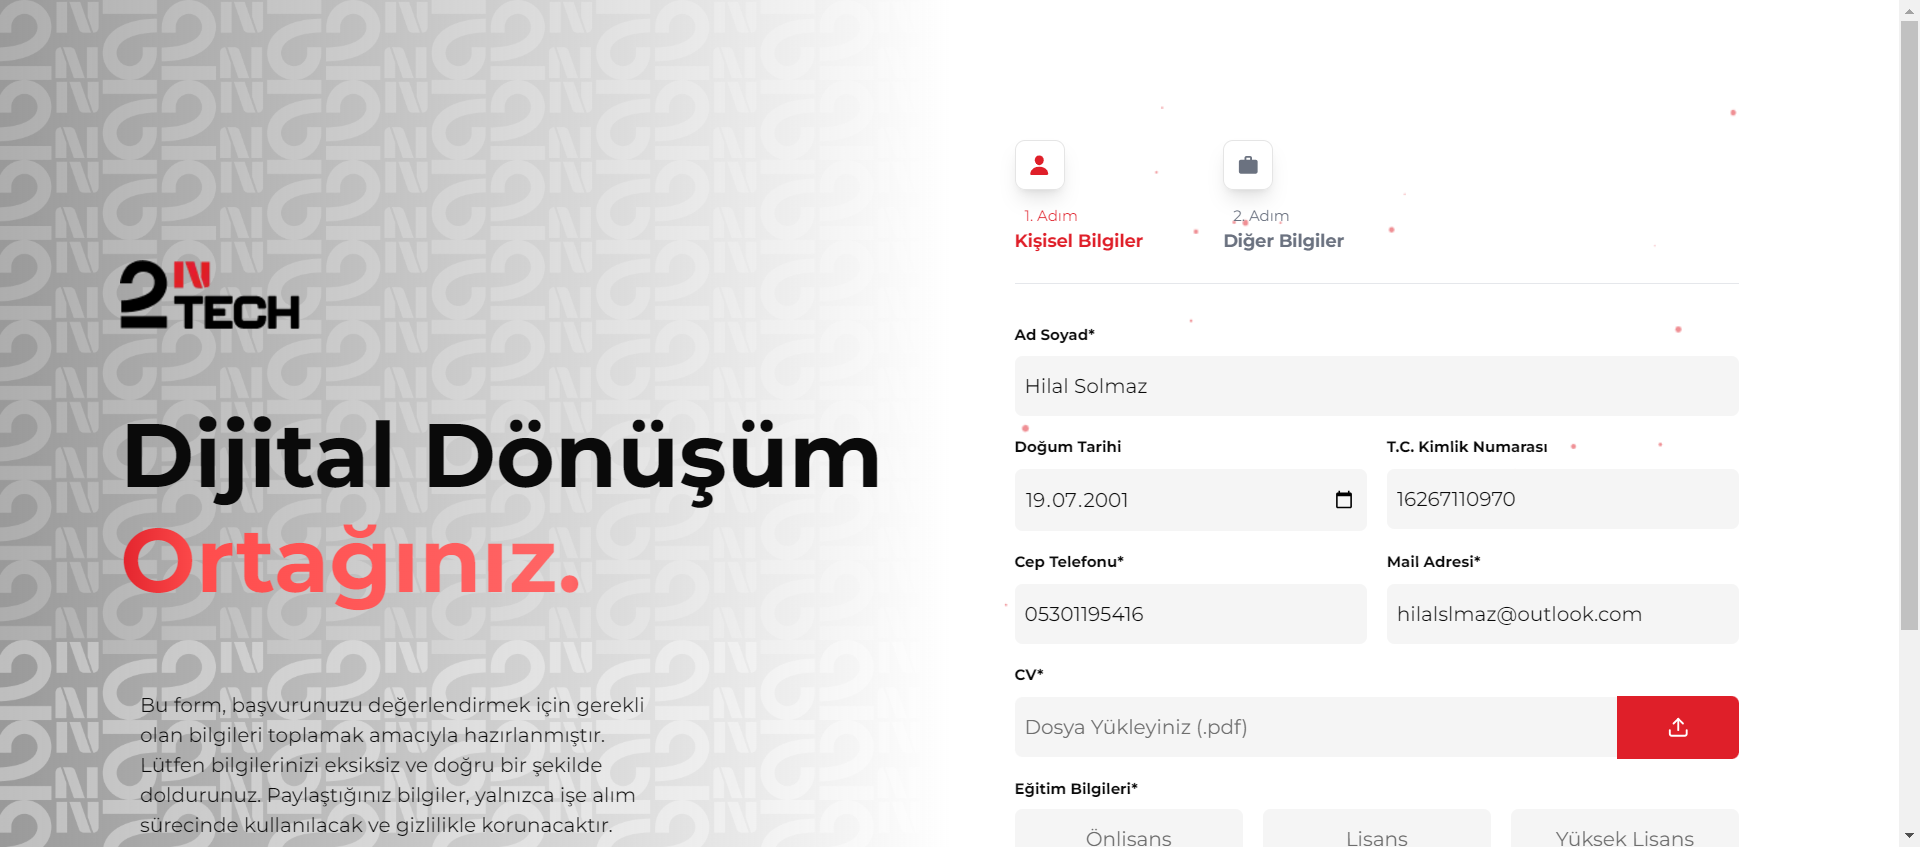 2N TECH
Dijital Dönüşüm
Ortağınız.
Bu form, başvurunuzu değerlendirmek için gerekli
olan bilgileri toplamak amacıyla hazırlanmıştır.
Lütfen bilgilerinizi eksiksiz ve doğru bir şekilde
doldurunuz. Paylaştığınız bilgiler, yalnızca işe alım
sürecinde kullanılacak ve gizlilikle korunacaktır.
1. Adım
Kişisel Bilgiler
2. Adım
Diğer Bilgiler
Ad Soyad*
Hilal Solmaz
Doğum Tarihi
19.07.2001
T.C. Kimlik Numarası
16267110970
Cep Telefonu*
05301195416
Mail Adresi*
hilalslmaz@outlook.com
CV*
Dosya Yükleyiniz (.pdf)
Eğitim Bilgileri*
Önlisans
Lisans
Yüksek Lisans